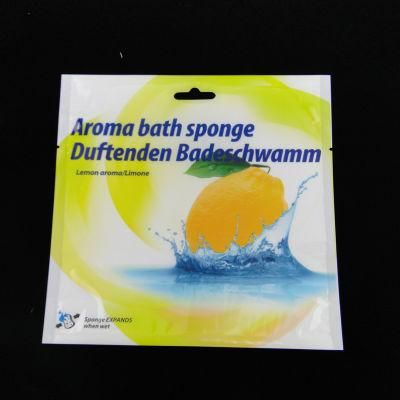 Aroma bath sponge
Duftenden Badeschwamm
Lemon aroma/Limone
Sponge EXPANDS
when wet